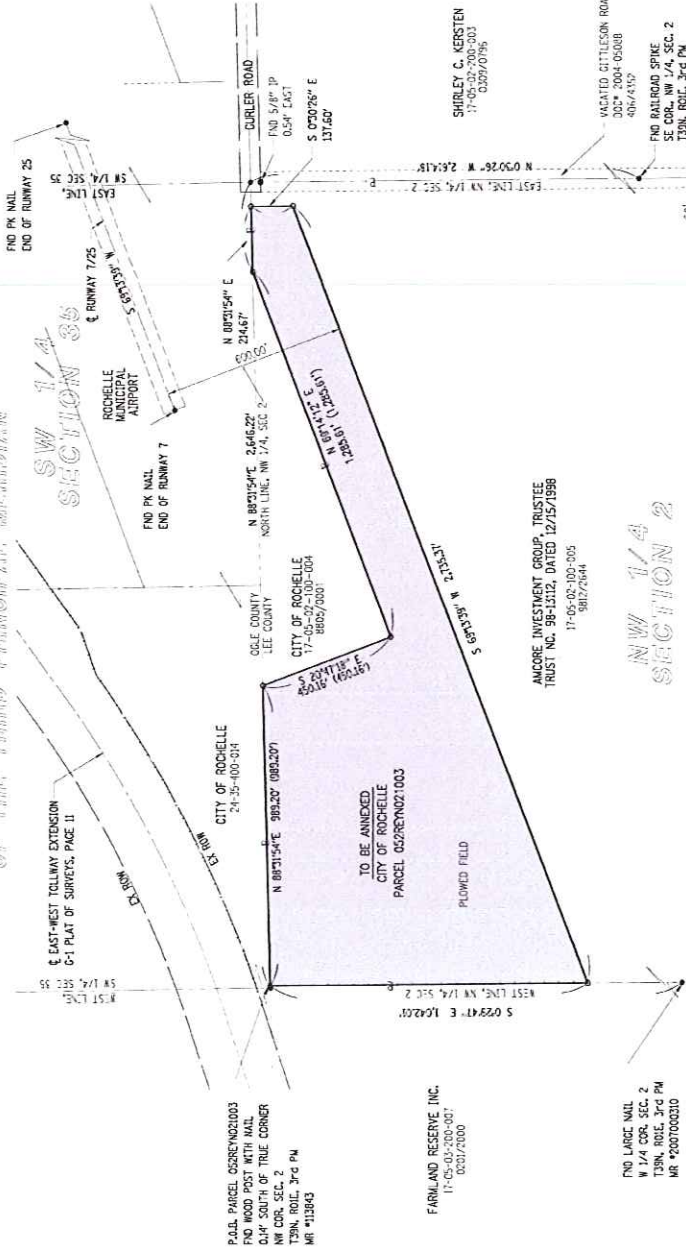 FND PK NAIL
END OF RUNWAY 25
EAST LINE,
SW 1/4, SEC 35
℄ RUNWAY 7/25
S 69°33'39" W
ROCHELLE
MUNICIPAL
AIRPORT
SW 1/4
SECTION 35
FND PK NAIL
END OF RUNWAY 7
GURLER ROAD
FND 5/8" IP
0.54' EAST
S 0°30'26" E
137.60'
N 88°31'54" E
214.67'
N 88°31'54"E 2,646.22'
NORTH LINE, NW 1/4, SEC 2
OGLE COUNTY
LEE COUNTY
CITY OF ROCHELLE
17-05-02-100-004
8805/0001
SHIRLEY C. KERSTEN
17-05-02-200-003
0309/0796
N 0°30'26" W 2,614.18'
EAST LINE, NW 1/4, SEC 2
VACATED GITTLESON ROAD
DOC# 2004-05088
406/4352
FND RAILROAD SPIKE
SE COR., NW 1/4, SEC. 2
T39N, R01E, 3rd PM
℄ EAST-WEST TOLLWAY EXTENSION
G-1 PLAT OF SURVEYS, PAGE 11
EX ROW
EX ROW
WEST LINE,
SW 1/4, SEC 35
CITY OF ROCHELLE
24-35-400-014
N 88°31'54"E 989.20' (989.20')
S 20°47'18" E
450.16' (450.16')
N 69°14'12" E
1,285.61' (1,285.61')
S 69°33'39" W 2,735.37'
TO BE ANNEXED
CITY OF ROCHELLE
PARCEL 052REYN021003
PLOWED FIELD
AMCORE INVESTMENT GROUP, TRUSTEE
TRUST NO. 98-13112, DATED 12/15/1998
17-05-02-100-005
9812/2644
NW 1/4
SECTION 2
WEST LINE, NW 1/4, SEC 2
S 0°29'47" E 1,042.01'
P.O.B. PARCEL 052REYN021003
FND WOOD POST WITH NAIL
0.14' SOUTH OF TRUE CORNER
NW COR. SEC. 2
T39N, R01E, 3rd PM
MR #113843
FARMLAND RESERVE INC.
17-05-03-200-007
0201/2000
FND LARGE NAIL
W 1/4 COR. SEC. 2
T39N, R01E, 3rd PM
MR #2007000310